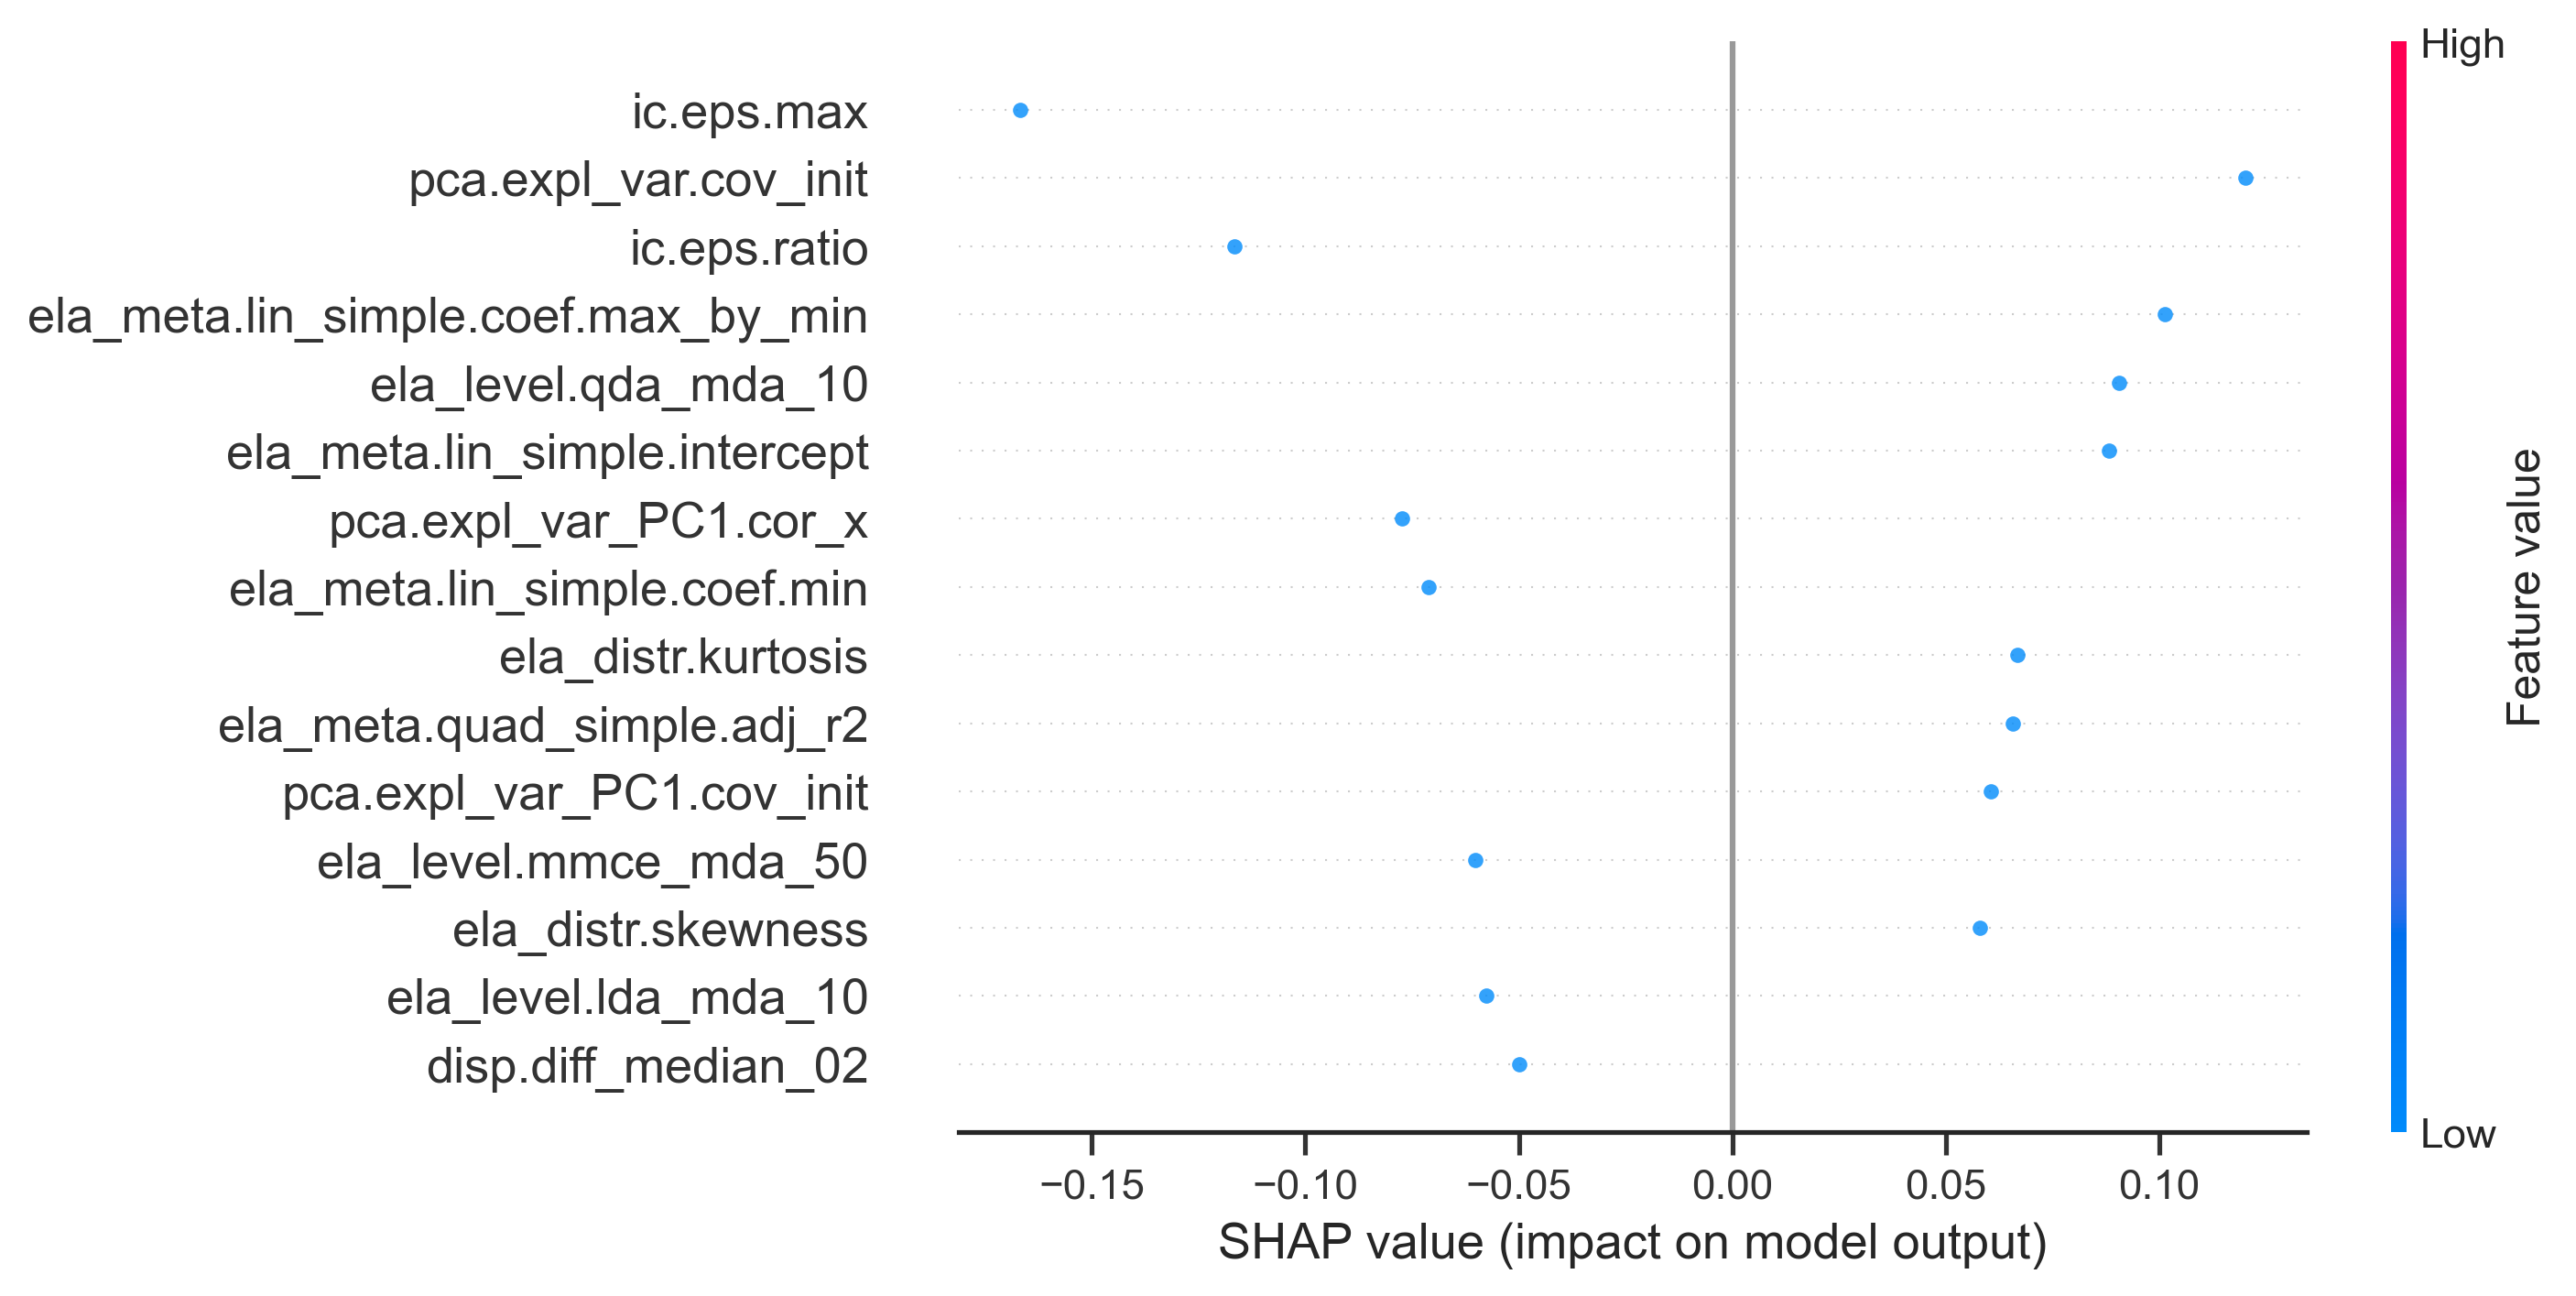 High
ic.eps.max
pca.expl_var.cov_init
ic.eps.ratio
ela_meta.lin_simple.coef.max_by_min
ela_level.qda_mda_10
ela_meta.lin_simple.intercept
pca.expl_var_PC1.cor_x
ela_meta.lin_simple.coef.min
ela_distr.kurtosis
ela_meta.quad_simple.adj_r2
pca.expl_var_PC1.cov_init
ela_level.mmce_mda_50
ela_distr.skewness
ela_level.lda_mda_10
disp.diff_median_02
Feature value
Low
−0.15 −0.10 −0.05 0.00 0.05 0.10
SHAP value (impact on model output)